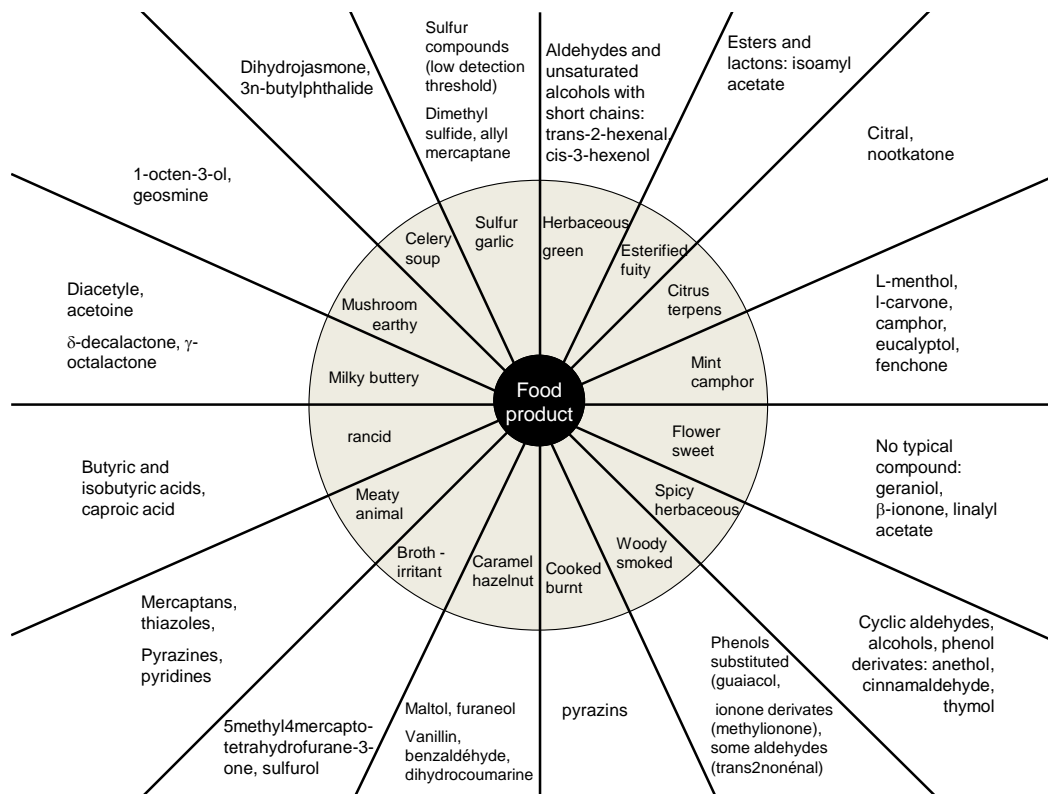 Sulfur
compounds
(low detection
threshold)
Dimethyl
sulfide, allyl
mercaptane
Aldehydes and
unsaturated
alcohols with
short chains:
trans-2-hexenal,
cis-3-hexenol
Esters and
lactons: isoamyl
acetate
Citral,
nootkatone
L-menthol,
l-carvone,
camphor,
eucalyptol,
fenchone
No typical
compound:
geraniol,
β-ionone, linalyl
acetate
Cyclic aldehydes,
alcohols, phenol
derivates: anethol,
cinnamaldehyde,
thymol
Phenols
substituted
(guaiacol,
ionone derivates
(methylionone),
some aldehydes
(trans2nonénal)
pyrazins
Maltol, furaneol
Vanillin,
benzaldéhyde,
dihydrocoumarine
5methyl4mercapto-
tetrahydrofurane-3-
one, sulfurol
Mercaptans,
thiazoles,
Pyrazines,
pyridines
Butyric and
isobutyric acids,
caproic acid
Diacetyle,
acetoine
δ-decalactone, γ-
octalactone
1-octen-3-ol,
geosmine
Dihydrojasmone,
3n-butylphthalide
Sulfur
garlic
Herbaceous
green
Esterified
fuity
Citrus
terpens
Mint
camphor
Flower
sweet
Spicy
herbaceous
Woody
smoked
Cooked
burnt
Caramel
hazelnut
Broth -
irritant
Meaty
animal
rancid
Milky buttery
Mushroom
earthy
Celery
soup
Food
product